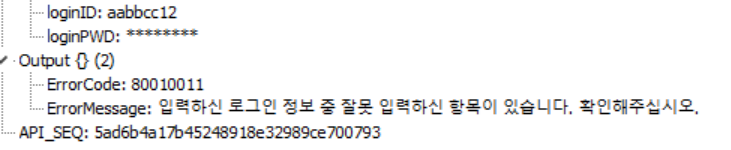 loginID: aabbcc12
loginPWD: ********
Output {} (2)
ErrorCode: 80010011
ErrorMessage: 입력하신 로그인 정보 중 잘못 입력하신 항목이 있습니다. 확인해주십시오.
API_SEQ: 5ad6b4a17b45248918e32989ce700793